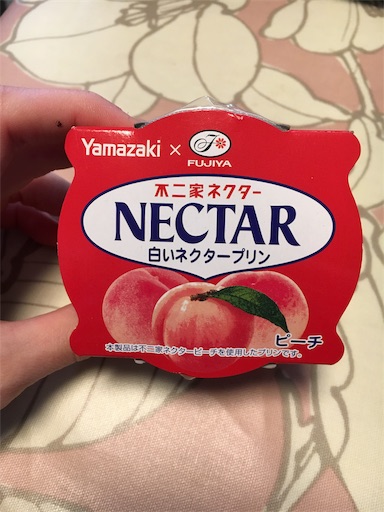 Yamazaki × F
FUJIYA
不二家ネクター
NECTAR
白いネクタープリン
ピーチ
本製品は不二家ネクターピーチを使用したプリンです。